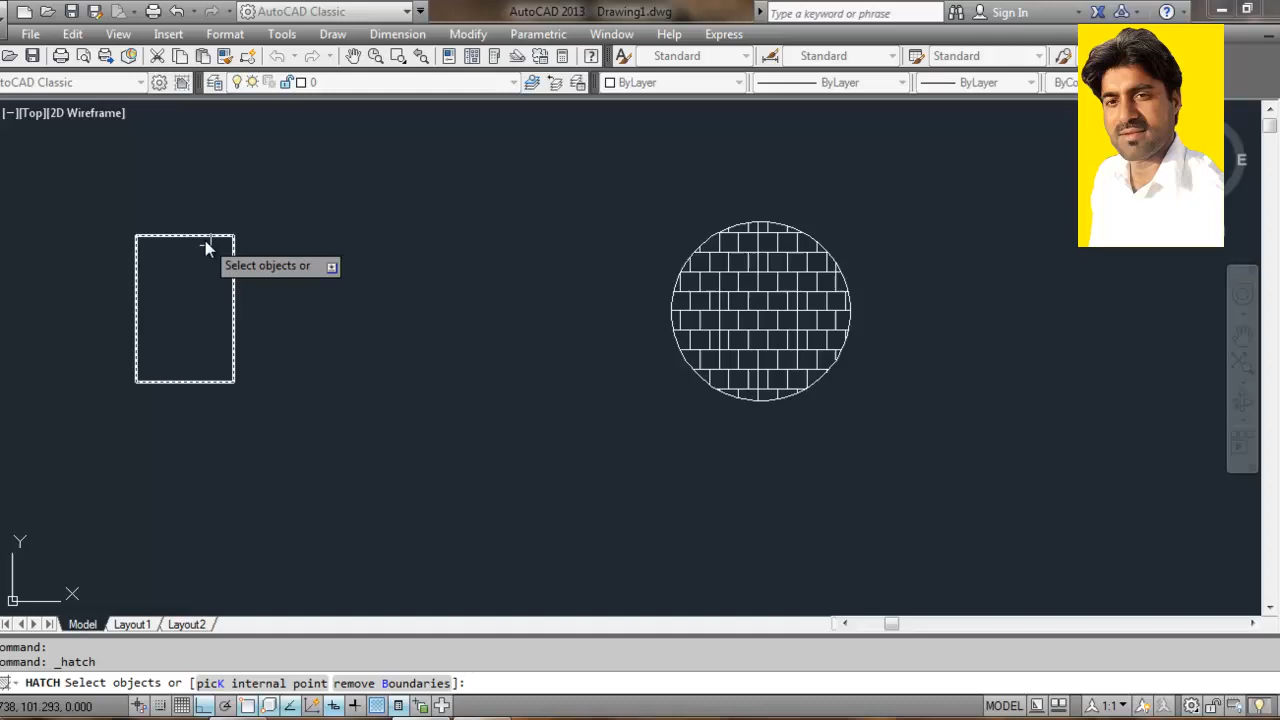 AutoCAD Classic
AutoCAD 2013 Drawing1.dwg
Type a keyword or phrase
Sign In
File Edit View Insert Format Tools Draw Dimension Modify Parametric Window Help Express
Standard Standard Standard
toCAD Classic 0 ByLayer ByLayer ByLayer ByCo
[−][Top][2D Wireframe]
E
Select objects or
Y
X
Model Layout1 Layout2
ommand:
ommand: _hatch
HATCH Select objects or [picK internal point remove Boundaries]:
738, 101.293, 0.000 MODEL 1:1